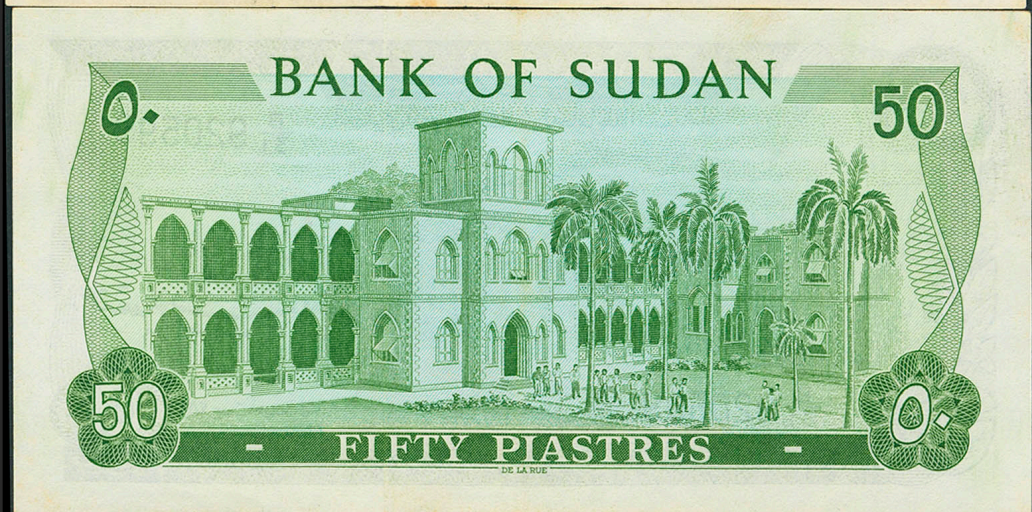 BANK OF SUDAN
٥٠
50
50
- FIFTY PIASTRES -
٥٠
DE LA RUE